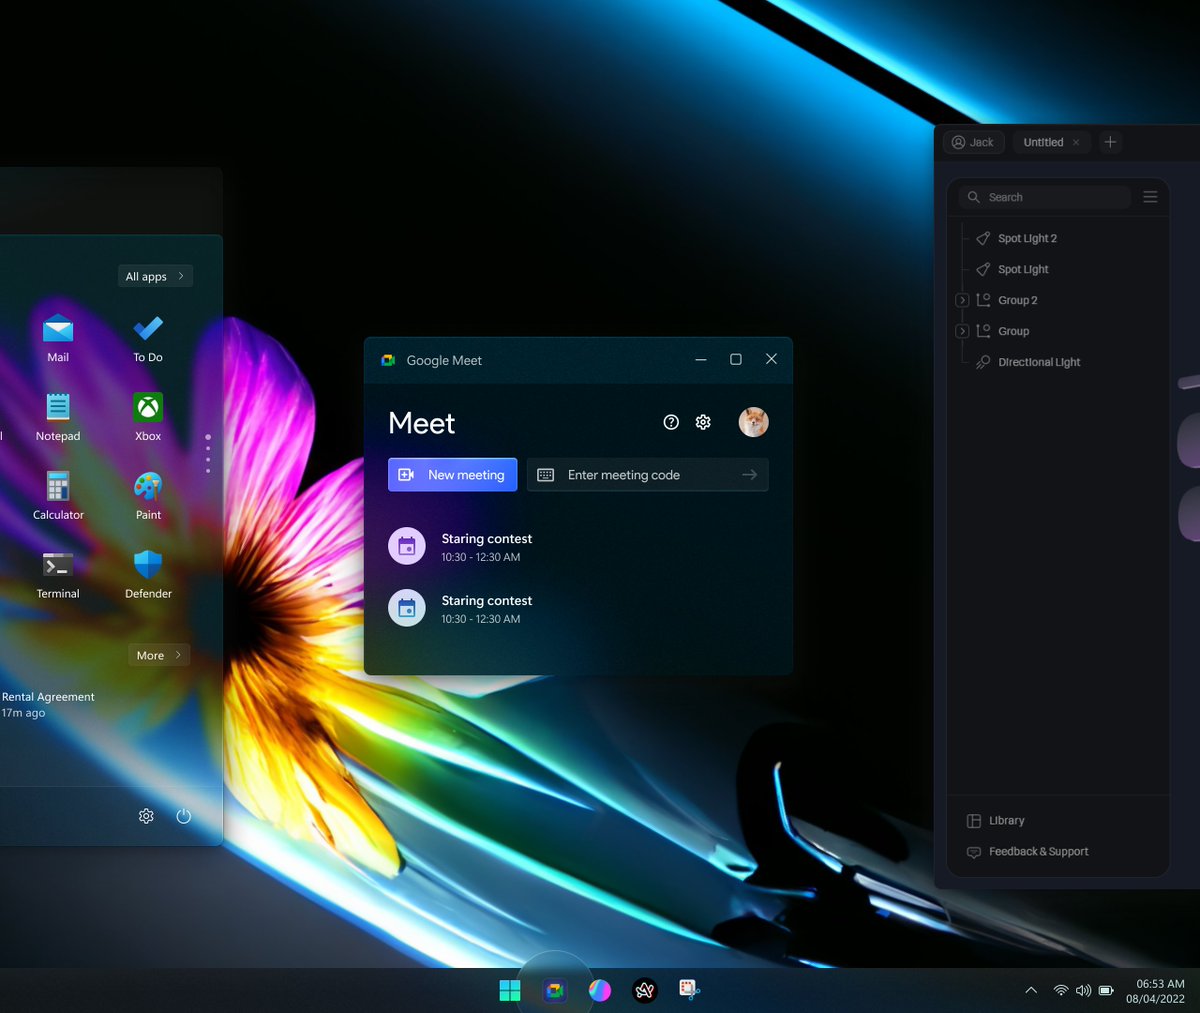 All apps
Mail
To Do
Notepad
Xbox
Calculator
Paint
Terminal
Defender
More
Rental Agreement
17m ago
Google Meet
Meet
New meeting
Enter meeting code
Staring contest
10:30 - 12:30 AM
Staring contest
10:30 - 12:30 AM
Jack
Untitled
Search
Spot Light 2
Spot Light
Group 2
Group
Directional Light
Library
Feedback & Support
06:53 AM
08/04/2022